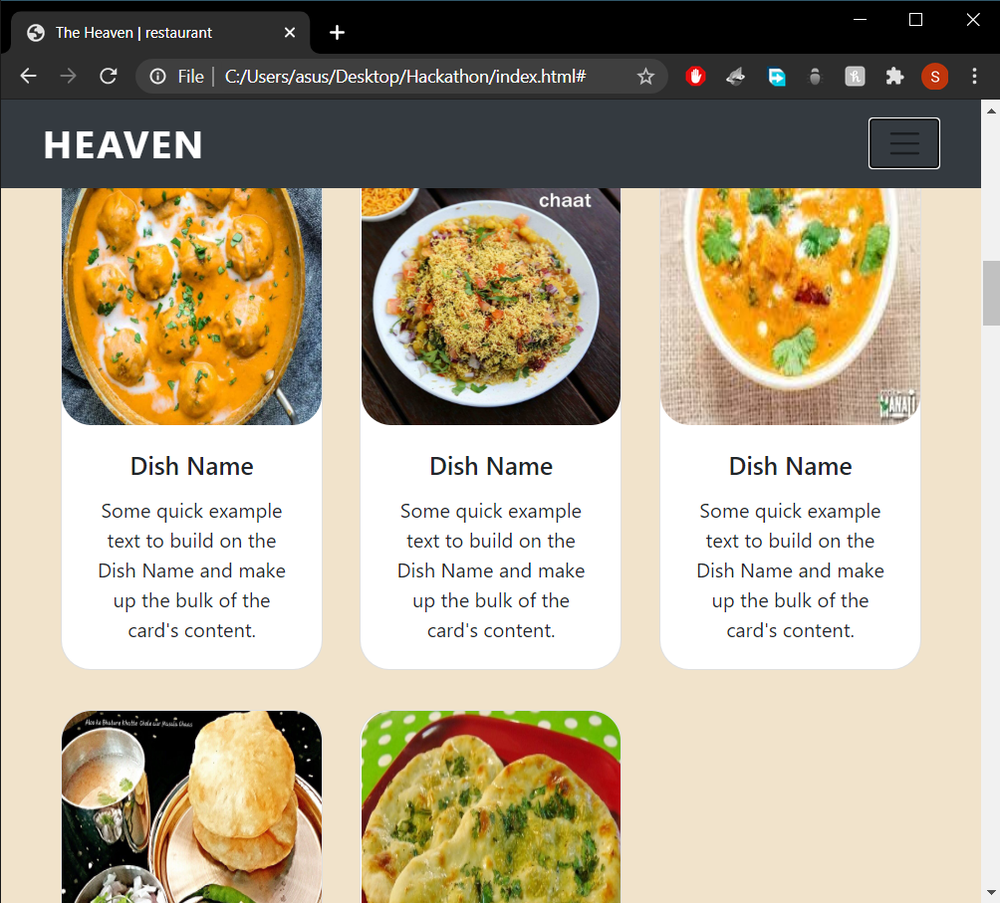 The Heaven | restaurant
File | C:/Users/asus/Desktop/Hackathon/index.html#
S
HEAVEN
chaat
MANALI
Dish Name
Some quick example
text to build on the
Dish Name and make
up the bulk of the
card's content.
Dish Name
Some quick example
text to build on the
Dish Name and make
up the bulk of the
card's content.
Dish Name
Some quick example
text to build on the
Dish Name and make
up the bulk of the
card's content.